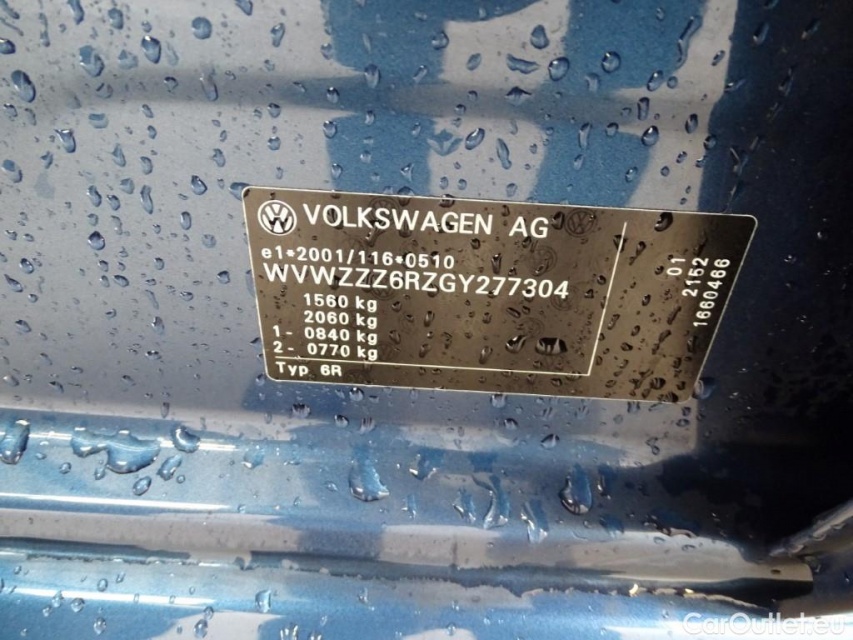 VOLKSWAGEN AG
e1*2001/116*0510
WVWZZZ6RZGY277304
1560 kg
2060 kg
1- 0840 kg
2- 0770 kg
Typ 6R
01
2152
1660466
CarOutlet.eu